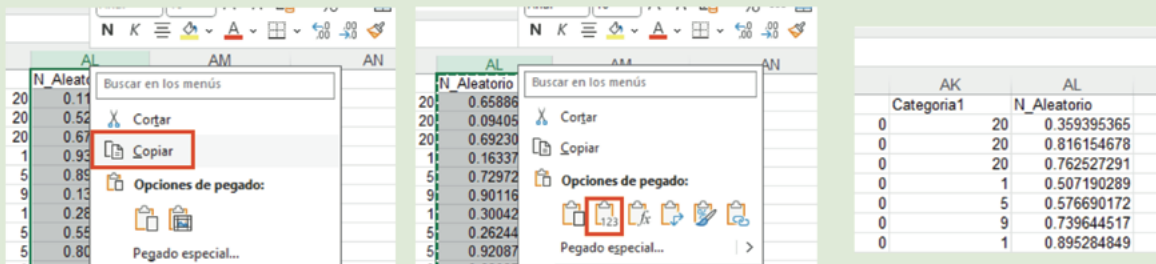 N K A
AL AM AN
N_Aleato
Buscar en los menús
20 0.11
20 0.52
Cortar
20 0.67
1 0.93
Copiar
5 0.89
Opciones de pegado:
9 0.13
1 0.28
5 0.55
5 0.80
Pegado especial...
N K A
AL AM AN
N_Aleatorio
Buscar en los menús
20 0.65886
20 0.09405
Cortar
20 0.69230
1 0.16337
Copiar
5 0.72972
Opciones de pegado:
9 0.90116
1 0.30042
123 fx
5 0.26244
5 0.92087
Pegado especial...
AK AL
Categoria1 N_Aleatorio
0 20 0.359395365
0 20 0.816154678
0 20 0.762527291
0 1 0.507190289
0 5 0.576690172
0 9 0.739644517
0 1 0.895284849